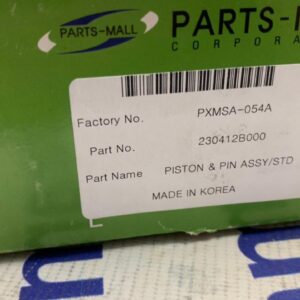 PARTS-MALL
PARTS-M
CORPORA
Factory No. PXMSA-054A
Part No. 230412B000
Part Name PISTON & PIN ASSY/STD
MADE IN KOREA